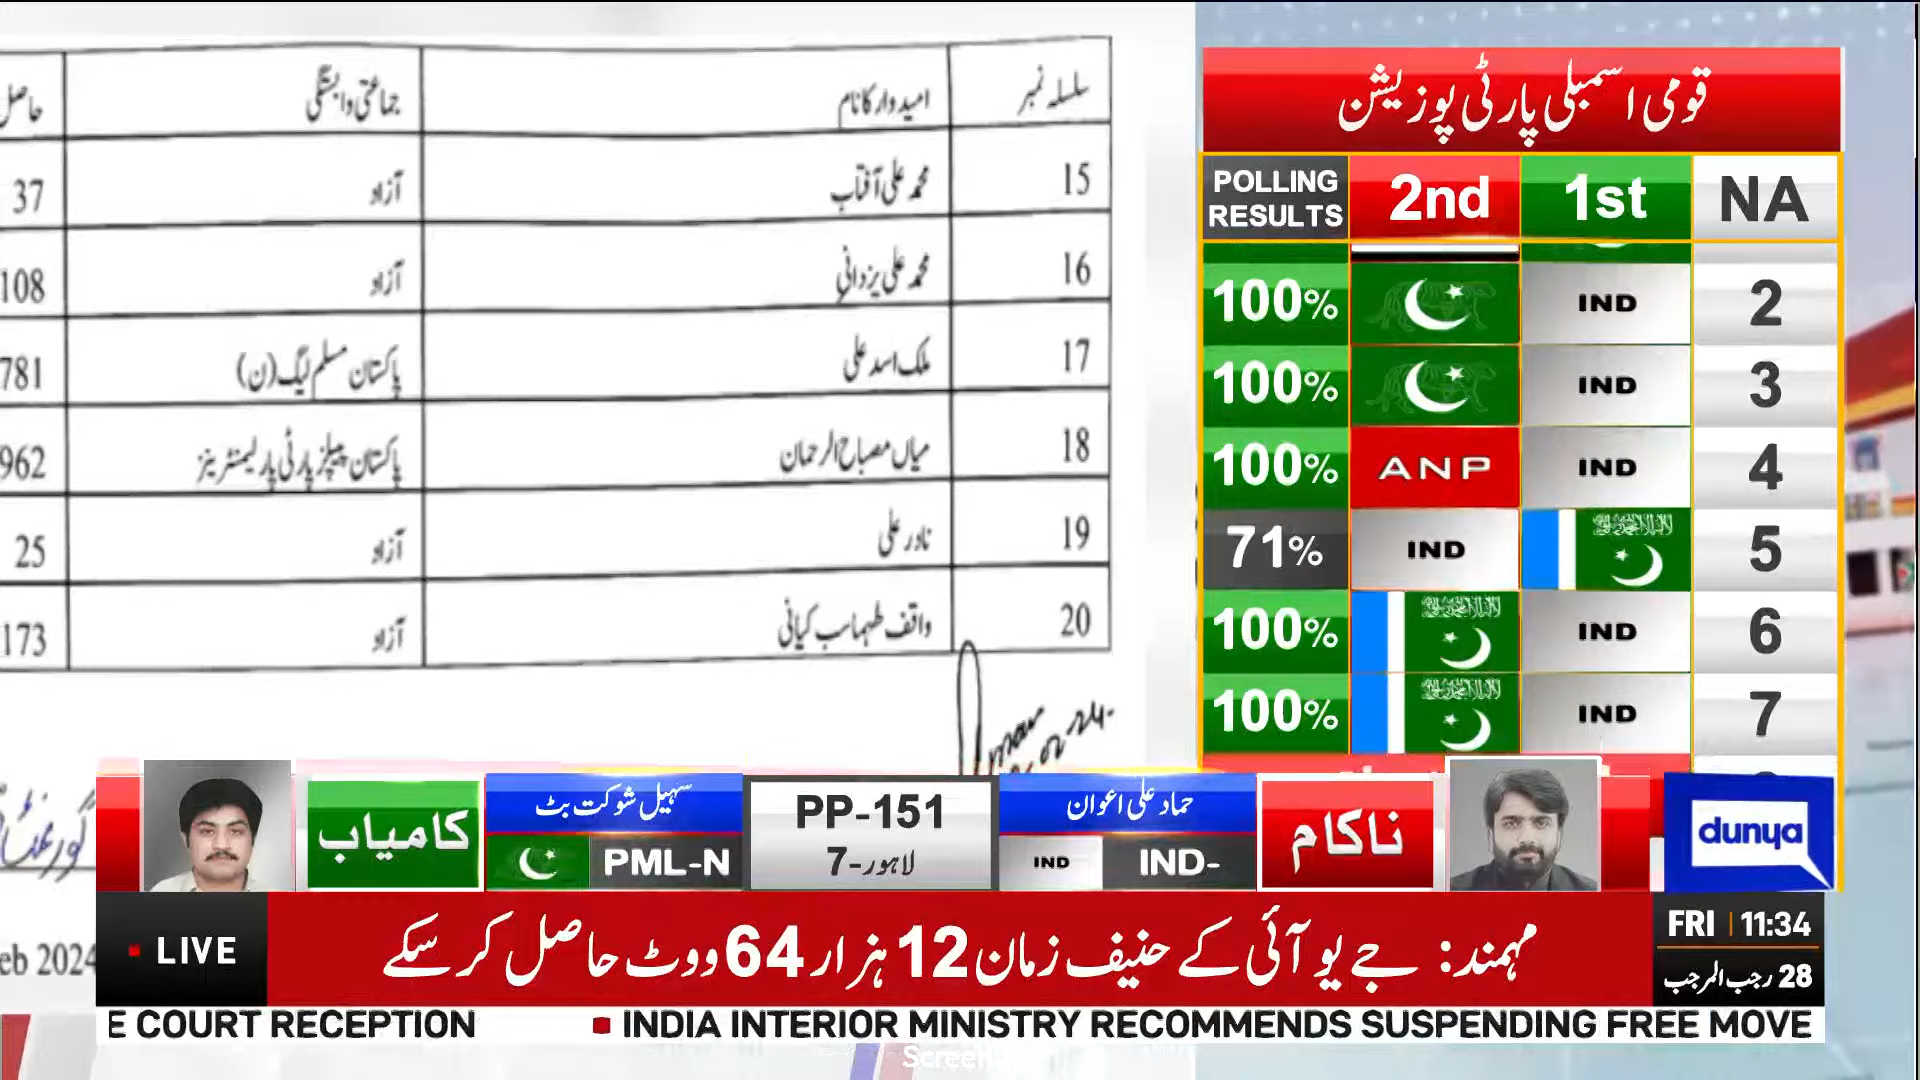 سلسلہ نمبر امیدوار کا نام جماعتی وابستگی حاصل
15 محمد علی آفتاب آزاد 37
16 محمد علی یزدانی آزاد 108
17 ملک اسد علی پاکستان مسلم لیگ (ن) 781
18 میاں مصباح الرحمان پاکستان پیپلز پارٹی پارلیمنٹرینز 962
19 نادر علی آزاد 25
20 واقف طہماسب کیانی آزاد 173
eb 2024
قومی اسمبلی پارٹی پوزیشن
POLLING RESULTS 2nd 1st NA
100% IND 2
100% IND 3
100% ANP IND 4
71% IND 5
100% IND 6
100% IND 7
کامیاب
سہیل شوکت بٹ
PML-N
PP-151
لاہور-7
حماد علی اعوان
IND IND-
ناکام
dunya
LIVE
مہمند: جے یو آئی کے حنیف زمان 12 ہزار 64 ووٹ حاصل کر سکے
FRI 11:34
28 رجب المرجب
E COURT RECEPTION INDIA INTERIOR MINISTRY RECOMMENDS SUSPENDING FREE MOVE
Screen